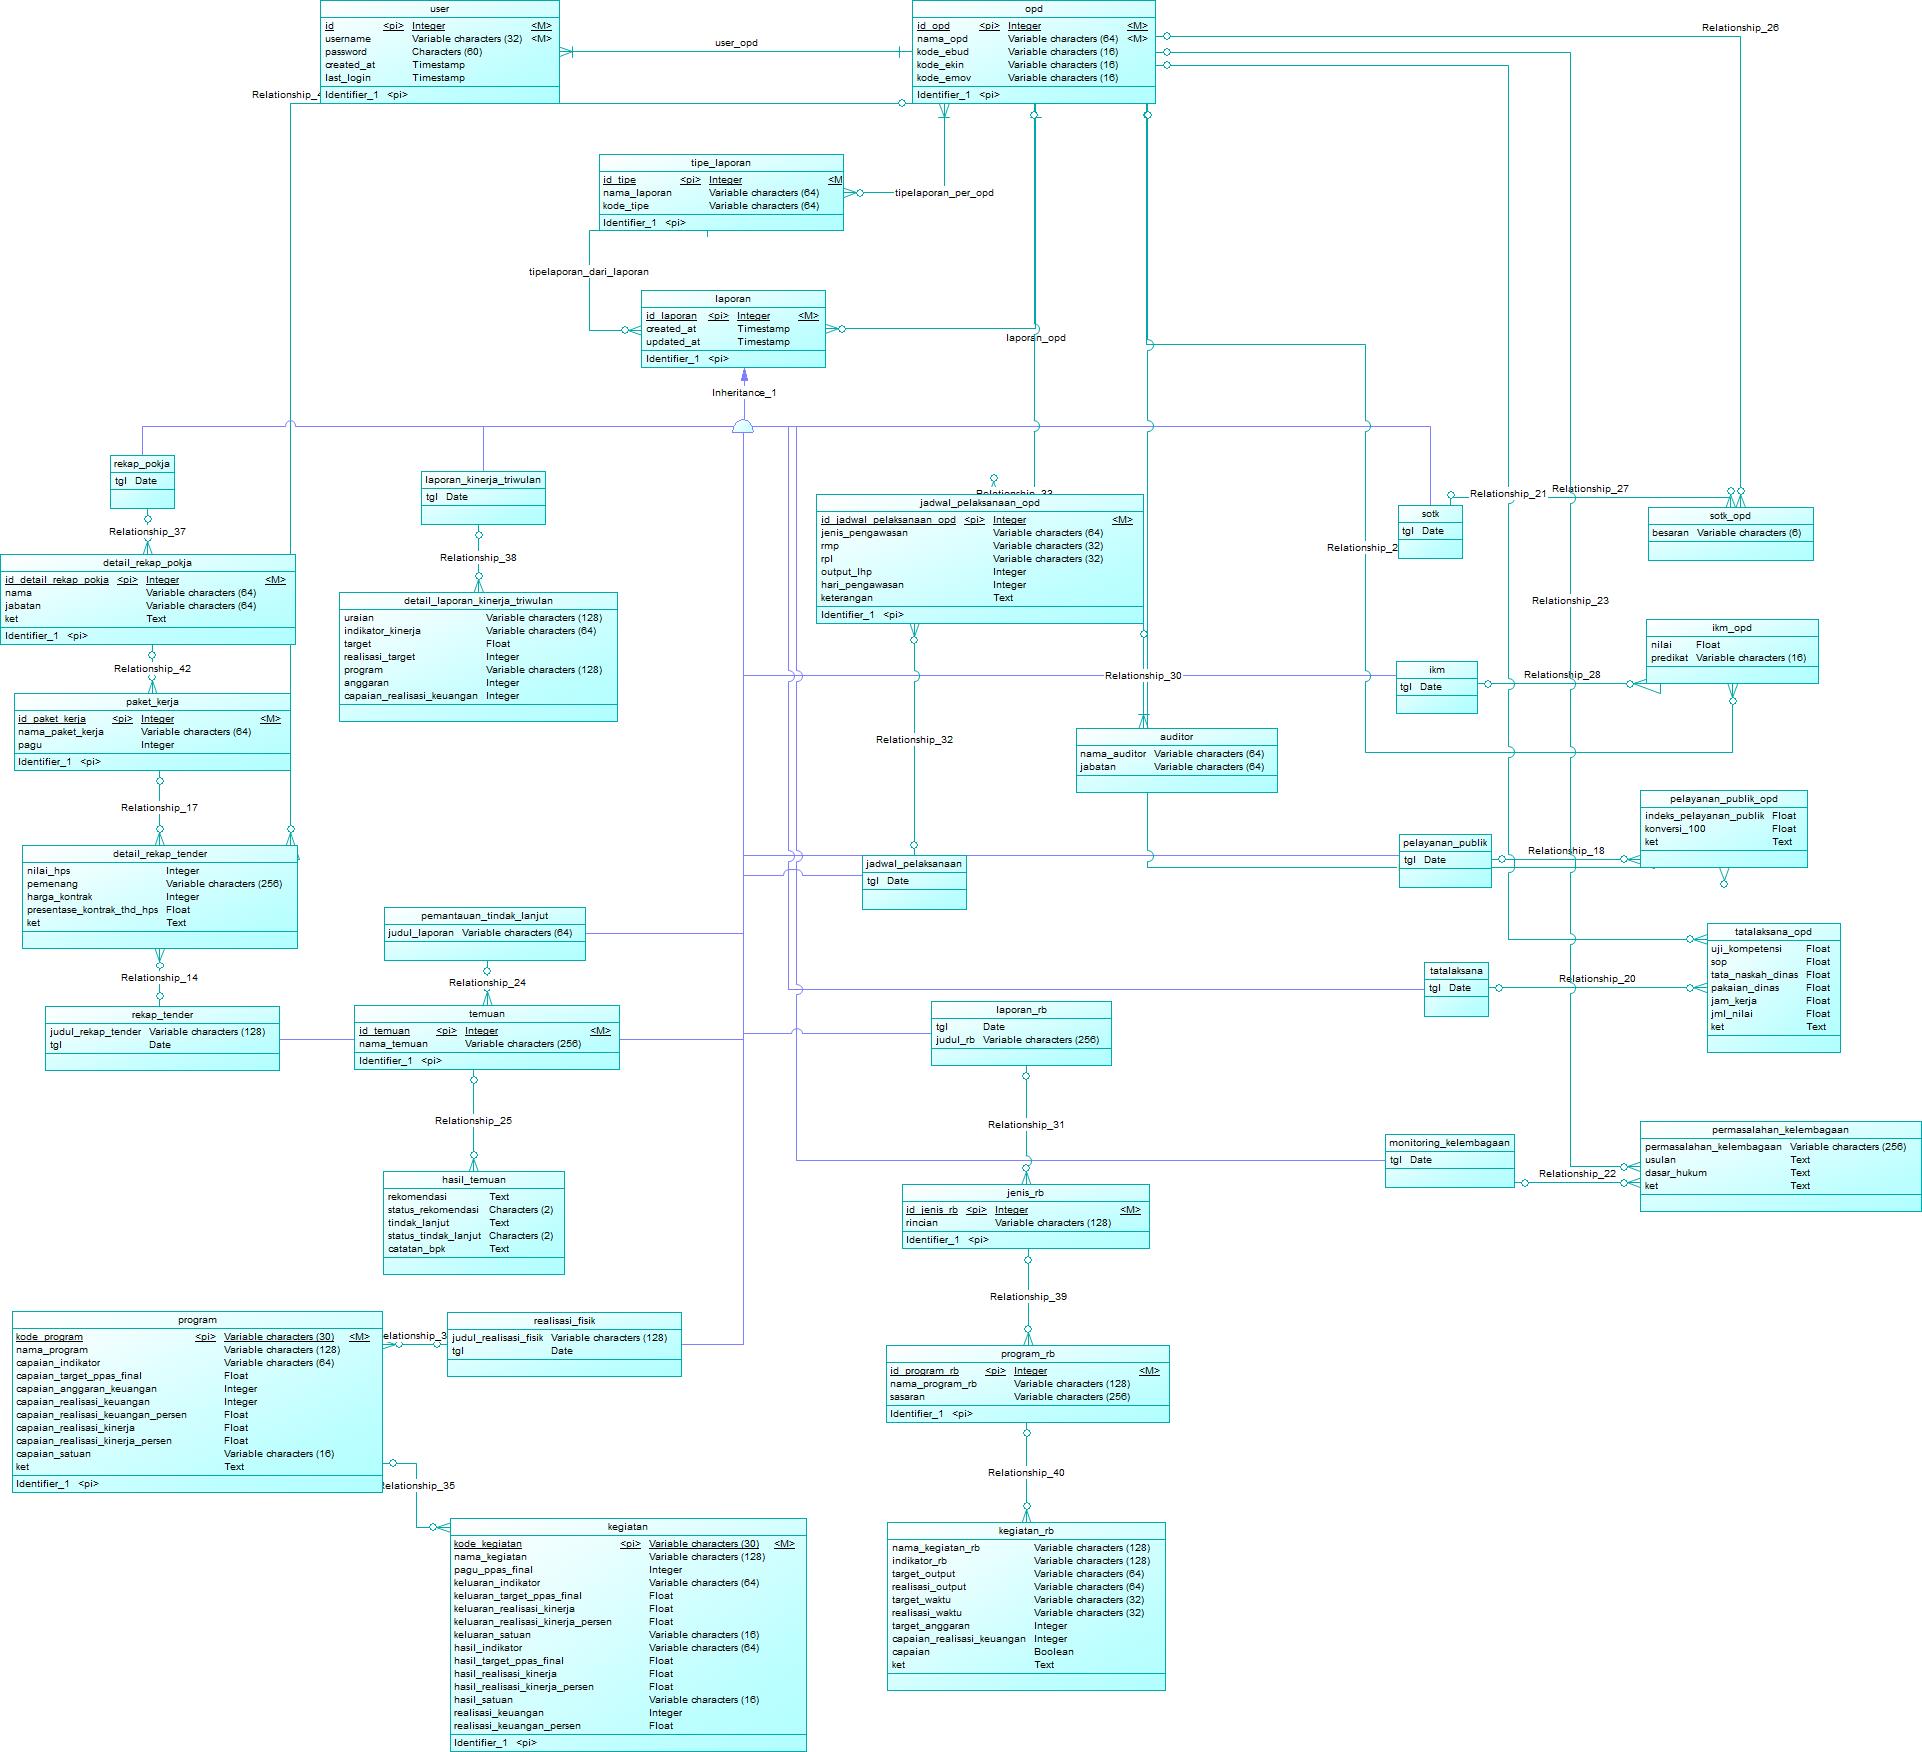 user
id <pi> Integer <M>
username Variable characters (32) <M>
password Characters (60)
created_at Timestamp
last_login Timestamp
Identifier_1 <pi>
user_opd
opd
id_opd <pi> Integer <M>
nama_opd Variable characters (64) <M>
kode_ebud Variable characters (16)
kode_ekin Variable characters (16)
kode_emov Variable characters (16)
Identifier_1 <pi>
Relationship_26
Relationship_4
tipe_laporan
id_tipe <pi> Integer <M
nama_laporan Variable characters (64)
kode_tipe Variable characters (64)
Identifier_1 <pi>
tipelaporan_per_opd
tipelaporan_dari_laporan
laporan
id_laporan <pi> Integer <M>
created_at Timestamp
updated_at Timestamp
Identifier_1 <pi>
laporan_opd
Inheritance_1
rekap_pokja
tgl Date
Relationship_37
laporan_kinerja_triwulan
tgl Date
Relationship_38
Relationship_33
jadwal_pelaksanaan_opd
id_jadwal_pelaksanaan_opd <pi> Integer <M>
jenis_pengawasan Variable characters (64)
rmp Variable characters (32)
rpl Variable characters (32)
output_lhp Integer
hari_pengawasan Integer
keterangan Text
Identifier_1 <pi>
Relationship_21
Relationship_27
sotk
tgl Date
sotk_opd
besaran Variable characters (6)
Relationship_2
detail_rekap_pokja
id_detail_rekap_pokja <pi> Integer <M>
nama Variable characters (64)
jabatan Variable characters (64)
ket Text
Identifier_1 <pi>
Relationship_42
detail_laporan_kinerja_triwulan
uraian Variable characters (128)
indikator_kinerja Variable characters (64)
target Float
realisasi_target Integer
program Variable characters (128)
anggaran Integer
capaian_realisasi_keuangan Integer
Relationship_23
ikm_opd
nilai Float
predikat Variable characters (16)
ikm
tgl Date
Relationship_28
Relationship_30
paket_kerja
id_paket_kerja <pi> Integer <M>
nama_paket_kerja Variable characters (64)
pagu Integer
Identifier_1 <pi>
Relationship_17
Relationship_32
auditor
nama_auditor Variable characters (64)
jabatan Variable characters (64)
pelayanan_publik_opd
indeks_pelayanan_publik Float
konversi_100 Float
ket Text
pelayanan_publik
tgl Date
Relationship_18
detail_rekap_tender
nilai_hps Integer
pemenang Variable characters (256)
harga_kontrak Integer
presentase_kontrak_thd_hps Float
ket Text
Relationship_14
jadwal_pelaksanaan
tgl Date
pemantauan_tindak_lanjut
judul_laporan Variable characters (64)
Relationship_24
tatalaksana_opd
uji_kompetensi Float
sop Float
tata_naskah_dinas Float
pakaian_dinas Float
jam_kerja Float
jml_nilai Float
ket Text
tatalaksana
tgl Date
Relationship_20
rekap_tender
judul_rekap_tender Variable characters (128)
tgl Date
temuan
id_temuan <pi> Integer <M>
nama_temuan Variable characters (256)
Identifier_1 <pi>
Relationship_25
laporan_rb
tgl Date
judul_rb Variable characters (256)
Relationship_31
monitoring_kelembagaan
tgl Date
Relationship_22
permasalahan_kelembagaan
permasalahan_kelembagaan Variable characters (256)
usulan Text
dasar_hukum Text
ket Text
hasil_temuan
rekomendasi Text
status_rekomendasi Characters (2)
tindak_lanjut Text
status_tindak_lanjut Characters (2)
catatan_bpk Text
jenis_rb
id_jenis_rb <pi> Integer <M>
rincian Variable characters (128)
Identifier_1 <pi>
Relationship_39
program
kode_program <pi> Variable characters (30) <M>
nama_program Variable characters (128)
capaian_indikator Variable characters (64)
capaian_target_ppas_final Float
capaian_anggaran_keuangan Integer
capaian_realisasi_keuangan Integer
capaian_realisasi_keuangan_persen Float
capaian_realisasi_kinerja Float
capaian_realisasi_kinerja_persen Float
capaian_satuan Variable characters (16)
ket Text
Identifier_1 <pi>
elationship_3
realisasi_fisik
judul_realisasi_fisik Variable characters (128)
tgl Date
Relationship_35
program_rb
id_program_rb <pi> Integer <M>
nama_program_rb Variable characters (128)
sasaran Variable characters (256)
Identifier_1 <pi>
Relationship_40
kegiatan
kode_kegiatan <pi> Variable characters (30) <M>
nama_kegiatan Variable characters (128)
pagu_ppas_final Integer
keluaran_indikator Variable characters (64)
keluaran_target_ppas_final Float
keluaran_realisasi_kinerja Float
keluaran_realisasi_kinerja_persen Float
keluaran_satuan Variable characters (16)
hasil_indikator Variable characters (64)
hasil_target_ppas_final Float
hasil_realisasi_kinerja Float
hasil_realisasi_kinerja_persen Float
hasil_satuan Variable characters (16)
realisasi_keuangan Integer
realisasi_keuangan_persen Float
Identifier_1 <pi>
kegiatan_rb
nama_kegiatan_rb Variable characters (128)
indikator_rb Variable characters (128)
target_output Variable characters (64)
realisasi_output Variable characters (64)
target_waktu Variable characters (32)
realisasi_waktu Variable characters (32)
target_anggaran Integer
capaian_realisasi_keuangan Integer
capaian Boolean
ket Text